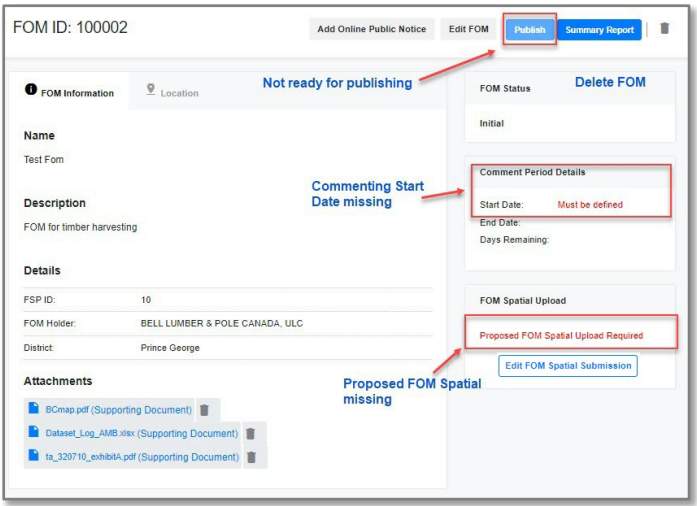 FOM ID: 100002
Add Online Public Notice
Edit FOM
Publish
Summary Report
Not ready for publishing
Delete FOM
FOM Information
Location
Name
Test Fom
Description
FOM for timber harvesting
Details
FSP ID: 10
FOM Holder: BELL LUMBER & POLE CANADA, ULC
District: Prince George
Attachments
BCmap.pdf (Supporting Document)
Dataset_Log_AMB.xlsx (Supporting Document)
ta_320710_exhibitA.pdf (Supporting Document)
FOM Status
Initial
Commenting Start
Date missing
Comment Period Details
Start Date: Must be defined
End Date:
Days Remaining:
FOM Spatial Upload
Proposed FOM Spatial Upload Required
Edit FOM Spatial Submission
Proposed FOM Spatial
missing